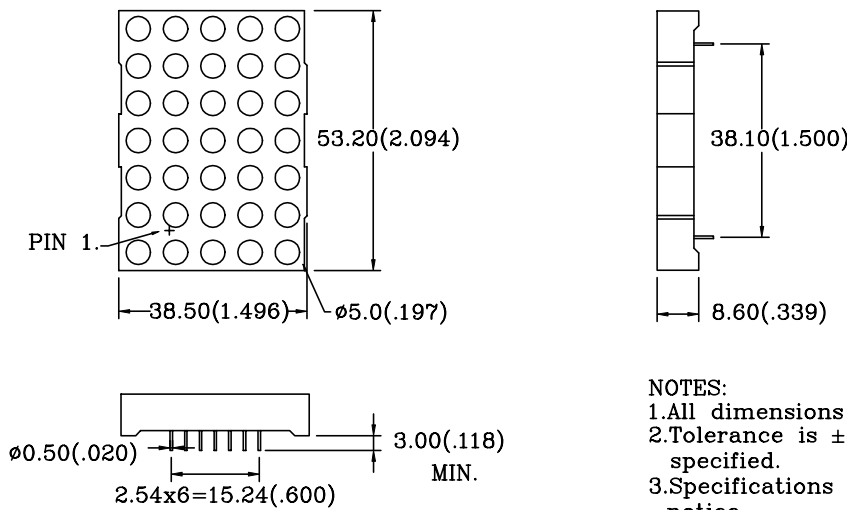 53.20(2.094)
38.10(1.500)
PIN 1.
38.50(1.496)
ø5.0(.197)
8.60(.339)
ø0.50(.020)
3.00(.118)
MIN.
2.54x6=15.24(.600)
NOTES:
1.All dimensions
2.Tolerance is ±
specified.
3.Specifications
notice